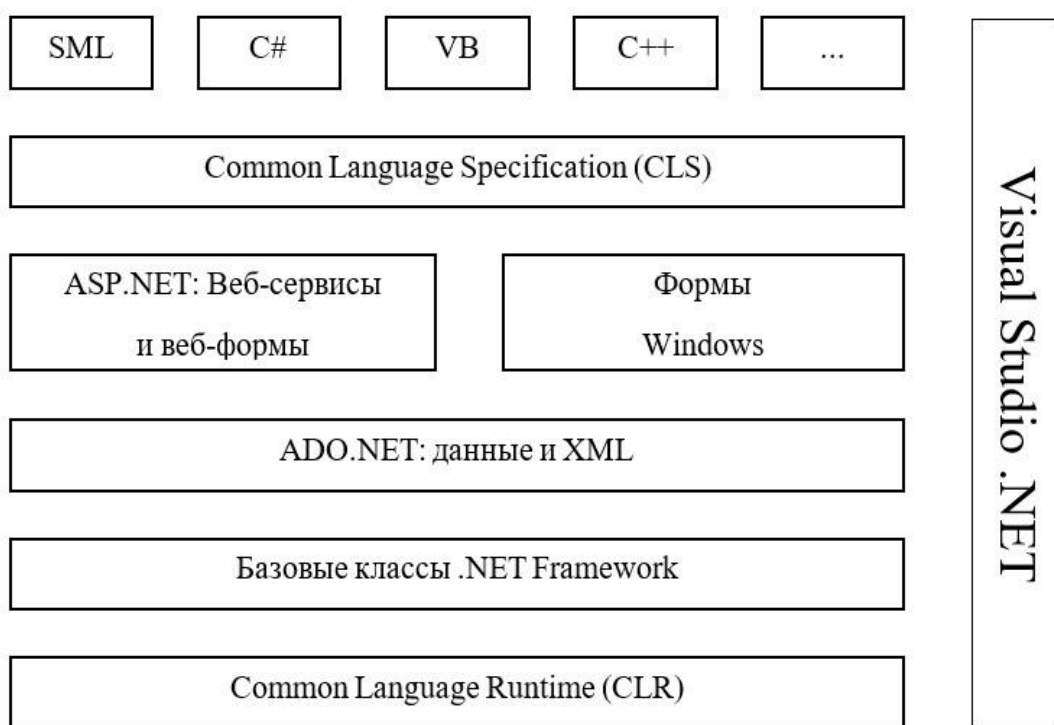 SML
C#
VB
C++
...
Common Language Specification (CLS)
ASP.NET: Веб-сервисы
и веб-формы
Формы
Windows
ADO.NET: данные и XML
Базовые классы .NET Framework
Common Language Runtime (CLR)
Visual Studio .NET